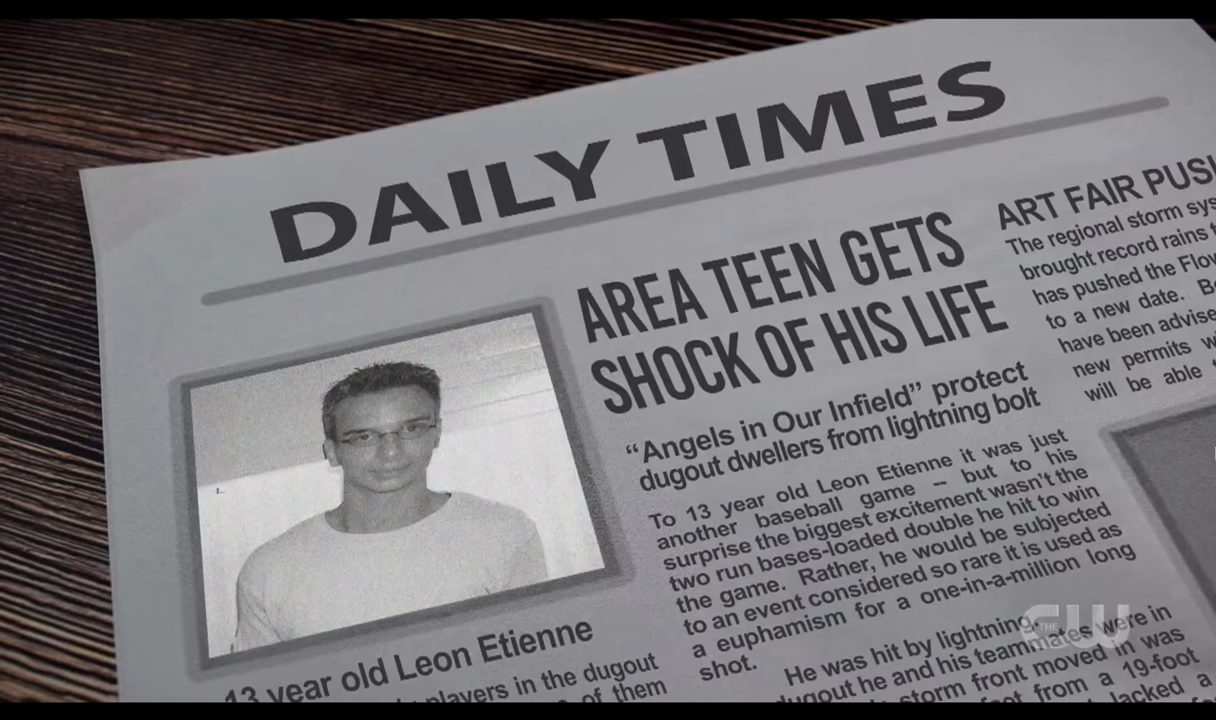 DAILY TIMES
AREA TEEN GETS
SHOCK OF HIS LIFE
“Angels in Our Infield” protect
dugout dwellers from lightning bolt
To 13 year old Leon Etienne it was just
another baseball game -- but to his
surprise the biggest excitement wasn't the
two run bases-loaded double he hit to win
the game. Rather, he would be subjected
to an event considered so rare it is used as
a euphamism for a one-in-a-million long
shot.
He was hit by lightning.
dugout he and his teammates were in
storm front moved in was
from a 19-foot
lacked a
13 year old Leon Etienne
players in the dugout
of them
ART FAIR
The regional storm
brought record rains
has pushed the
to a new date.
have been
new permits
will be able
THE CW